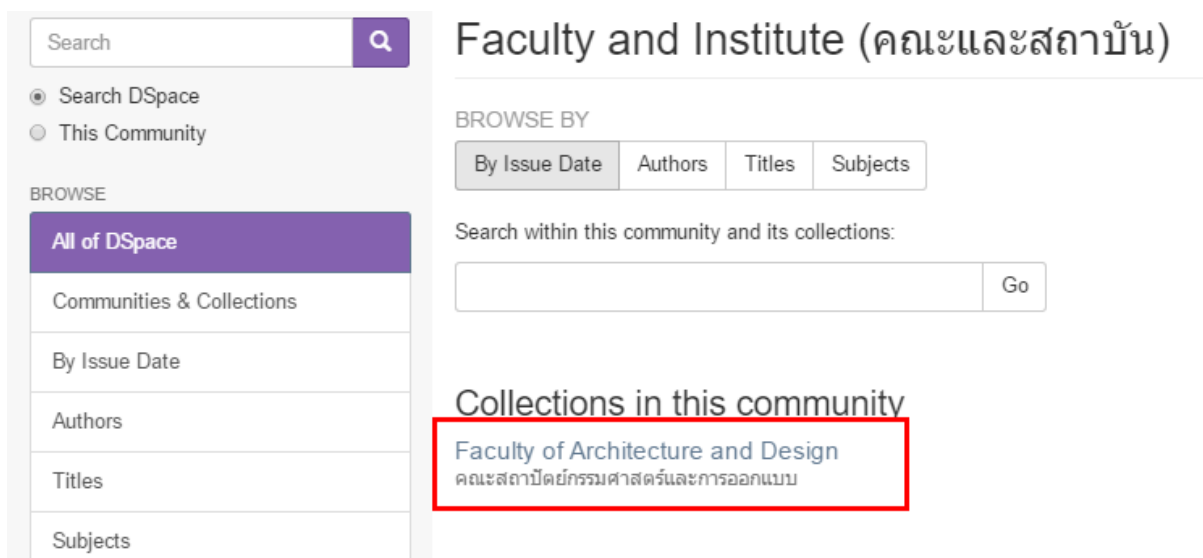 Search
Search DSpace
This Community
BROWSE
All of DSpace
Communities & Collections
By Issue Date
Authors
Titles
Subjects
Faculty and Institute (คณะและสถาบัน)
BROWSE BY
By Issue Date Authors Titles Subjects
Search within this community and its collections:
Go
Collections in this community
Faculty of Architecture and Design
คณะสถาปัตย์กรรมศาสตร์และการออกแบบ